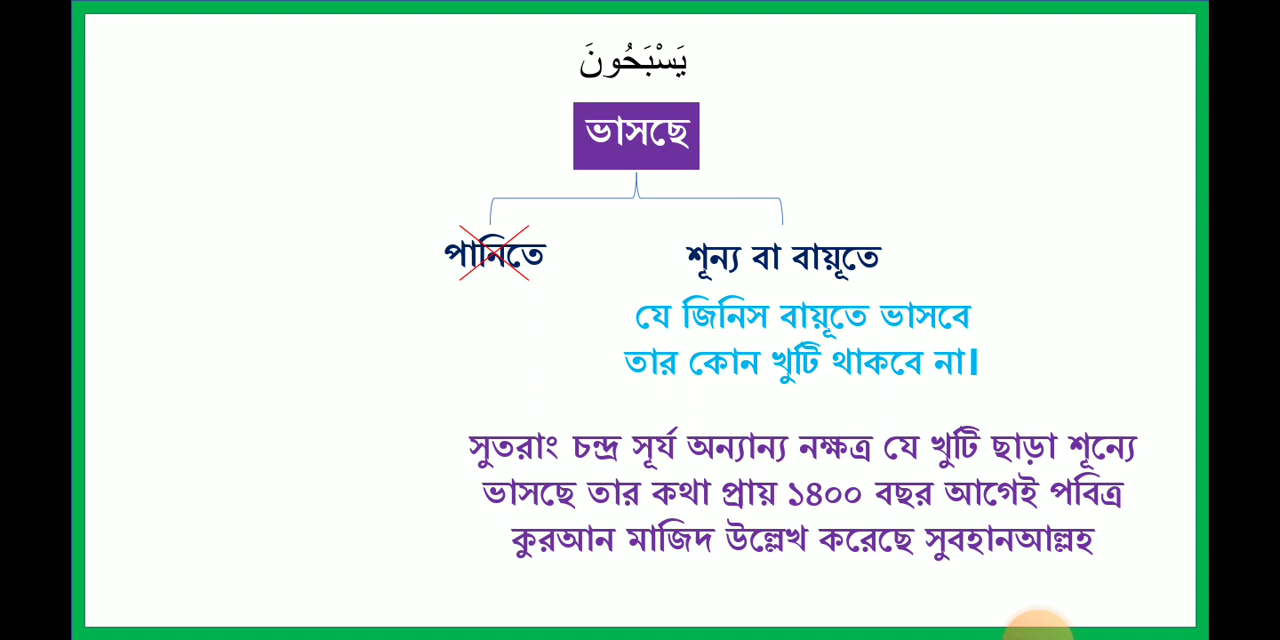 يَسْبَحُونَ
ভাসছে
পানিতে
শূন্য বা বায়ূতে
যে জিনিস বায়ূতে ভাসবে
তার কোন খুটি থাকবে না।
সুতরাং চন্দ্র সূর্য অন্যান্য নক্ষত্র যে খুটি ছাড়া শূন্যে
ভাসছে তার কথা প্রায় ১৪০০ বছর আগেই পবিত্র
কুরআন মাজিদ উল্লেখ করেছে সুবহানআল্লহ